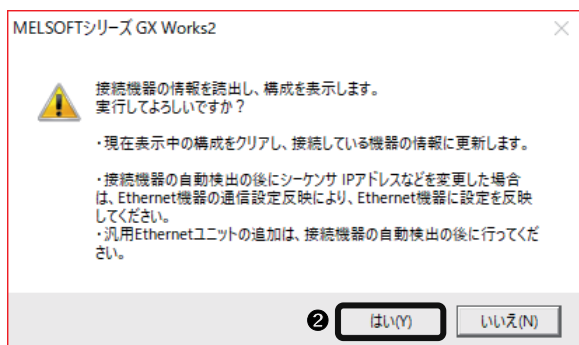 MELSOFTシリーズ GX Works2
接続機器の情報を読出し、構成を表示します。
実行してよろしいですか？
・現在表示中の構成をクリアし、接続している機器の情報に更新します。
・接続機器の自動検出の後にシーケンサ IPアドレスなどを変更した場合
は、Ethernet機器の通信設定反映により、Ethernet機器に設定を反映
してください。
・汎用Ethernetユニットの追加は、接続機器の自動検出の後に行ってくだ
さい。
❷ はい(Y) いいえ(N)